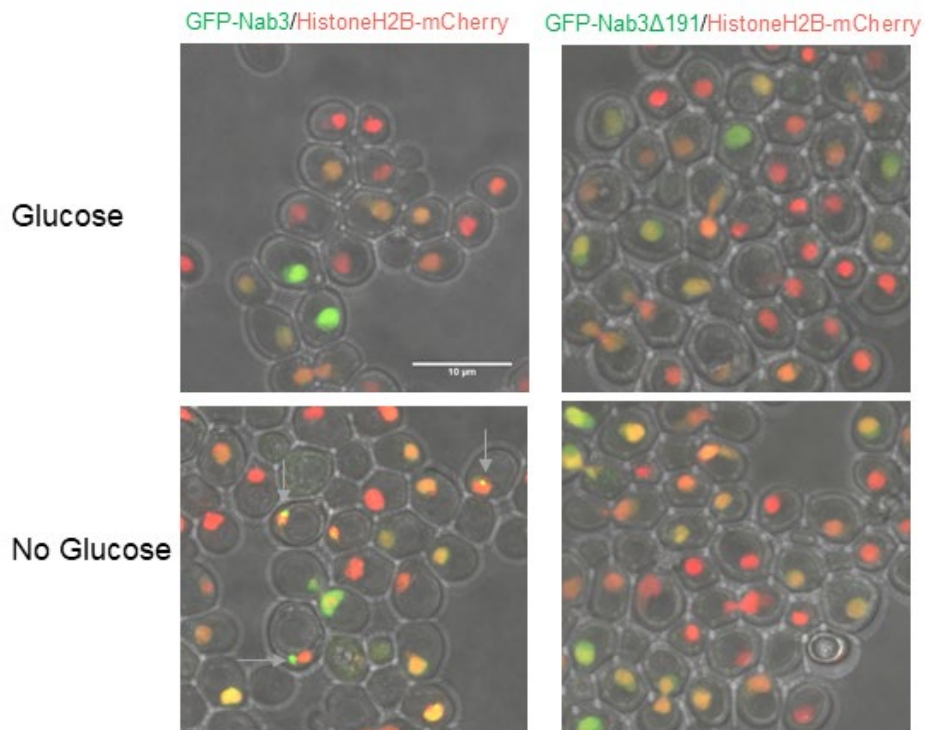 GFP-Nab3/HistoneH2B-mCherry
GFP-Nab3Δ191/HistoneH2B-mCherry
Glucose
10 µm
No Glucose